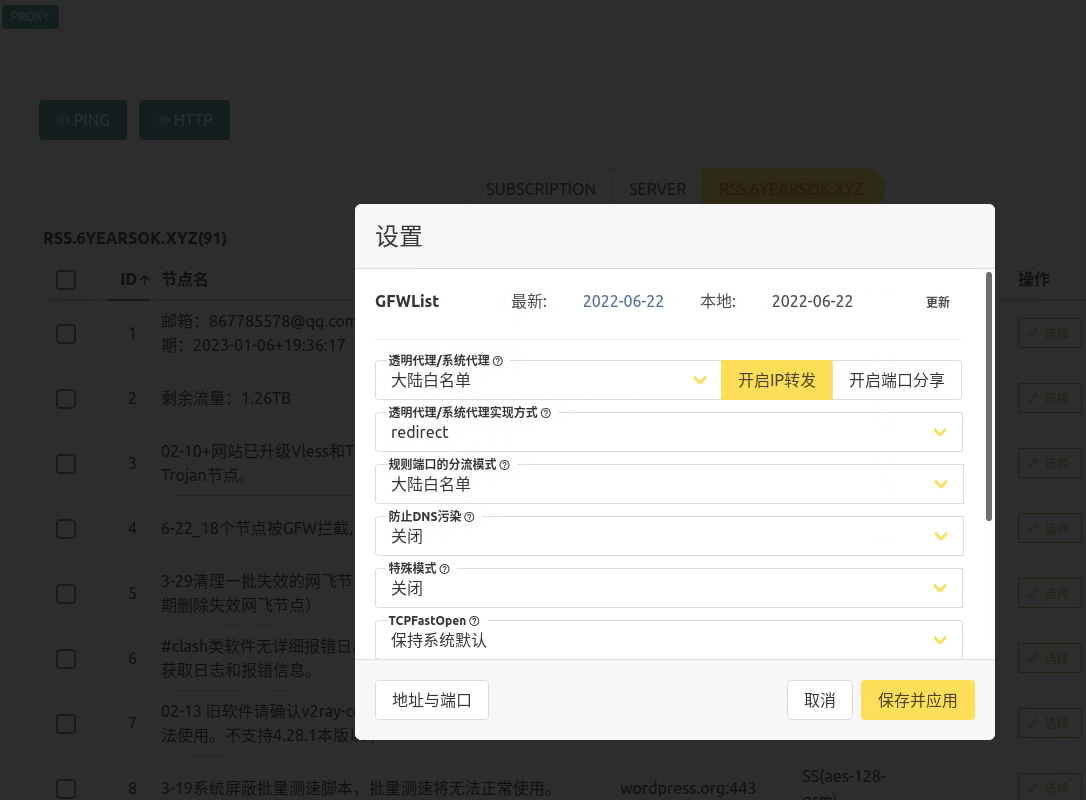 PROXY
PING
HTTP
SUBSCRIPTION
SERVER
RSS.6YEARSOK.XYZ
RSS.6YEARSOK.XYZ(91)
ID 节点名 操作
1 邮箱：867785578@qq.com
期：2023-01-06+19:36:17
选择
2 剩余流量：1.26TB
选择
3 02-10+网站已升级Vless和T
Trojan节点。
选择
4 6-22_18个节点被GFW拦截,
选择
5 3-29清理一批失效的网飞节
期删除失效网飞节点）
选择
6 #clash类软件无详细报错日
获取日志和报错信息。
选择
7 02-13 旧软件请确认v2ray-c
法使用。不支持4.28.1本版
选择
8 3-19系统屏蔽批量测速脚本，批量测速将无法正常使用。 wordpress.org:443 SS(aes-128-
gcm)
选择
设置
GFWList 最新: 2022-06-22 本地: 2022-06-22 更新
透明代理/系统代理
大陆白名单
开启IP转发
开启端口分享
透明代理/系统代理实现方式
redirect
规则端口的分流模式
大陆白名单
防止DNS污染
关闭
特殊模式
关闭
TCPFastOpen
保持系统默认
地址与端口
取消
保存并应用